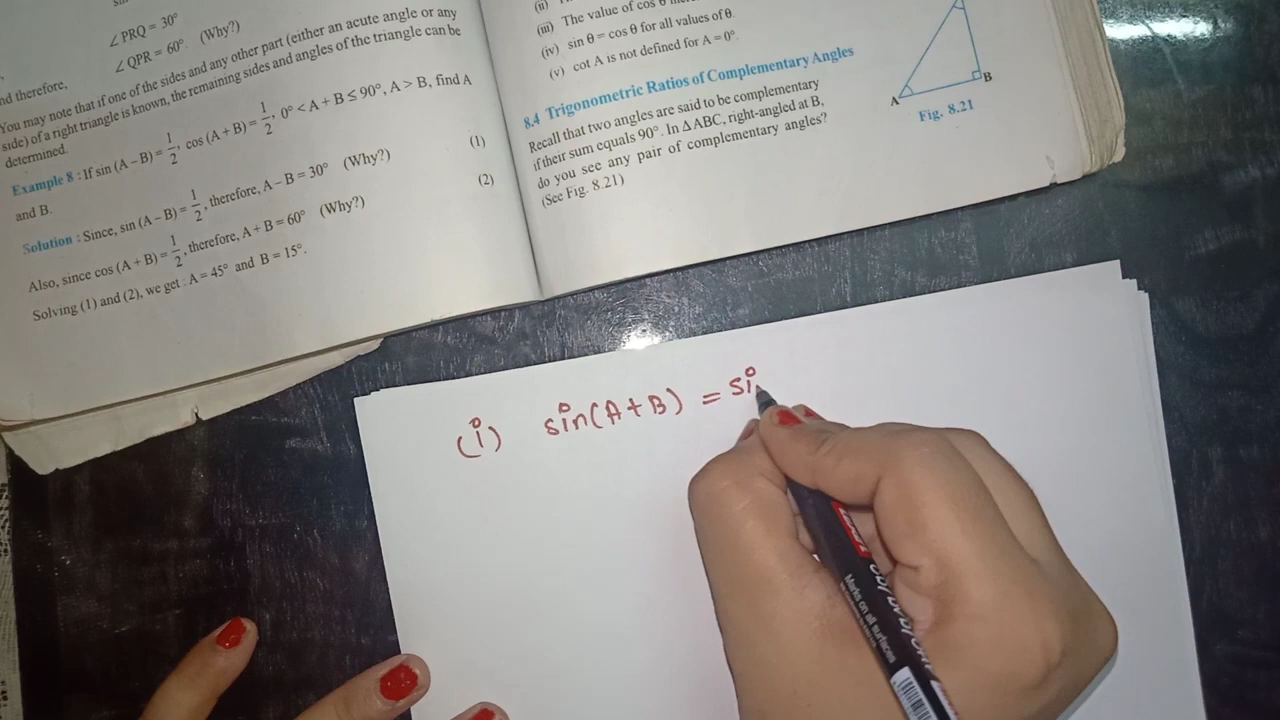 ∠PRQ = 30°
nd therefore, ∠QPR = 60°. (Why?)
You may note that if one of the sides and any other part (either an acute angle or any
side) of a right triangle is known, the remaining sides and angles of the triangle can be
determined.
Example 8 : If sin (A – B) = 1/2, cos (A + B) = 1/2, 0° < A + B ≤ 90°, A > B, find A
and B.
Solution : Since, sin (A – B) = 1/2, therefore, A – B = 30° (Why?) (1)
Also, since cos (A + B) = 1/2, therefore, A + B = 60° (Why?) (2)
Solving (1) and (2), we get : A = 45° and B = 15°.
(ii)
(iii) The value of cos θ
(iv) sin θ = cos θ for all values of θ.
(v) cot A is not defined for A = 0°.
8.4 Trigonometric Ratios of Complementary Angles
Recall that two angles are said to be complementary
if their sum equals 90°. In Δ ABC, right-angled at B,
do you see any pair of complementary angles?
(See Fig. 8.21)
A
B
Fig. 8.21
(i) sin(A+B) = si
Marks on all surfaces